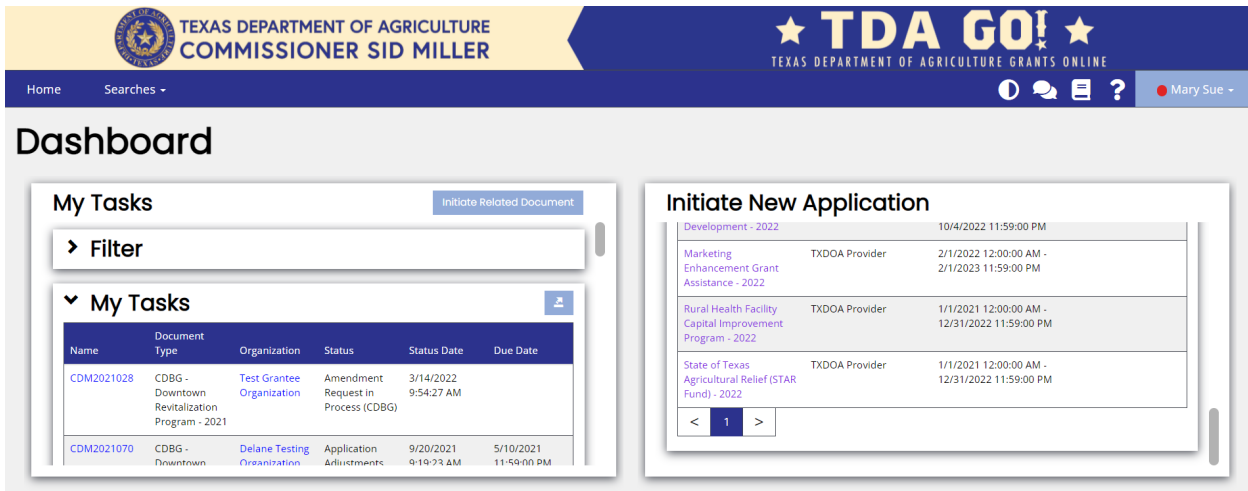 TEXAS DEPARTMENT OF AGRICULTURE
COMMISSIONER SID MILLER
TDA GO!
TEXAS DEPARTMENT OF AGRICULTURE GRANTS ONLINE
Home
Searches
?
Mary Sue
Dashboard
My Tasks
Initiate Related Document
Filter
My Tasks
Name
Document
Type
Organization
Status
Status Date
Due Date
CDM2021028
CDBG -
Downtown
Revitalization
Program - 2021
Test Grantee
Organization
Amendment
Request in
Process (CDBG)
3/14/2022
9:54:27 AM
CDM2021070
CDBG -
Downtown
Delane Testing
Organization
Application
Adjustments
9/20/2021
9:19:23 AM
5/10/2021
11:59:00 PM
Initiate New Application
Development - 2022
10/4/2022 11:59:00 PM
Marketing
Enhancement Grant
Assistance - 2022
TXDOA Provider
2/1/2022 12:00:00 AM -
2/1/2023 11:59:00 PM
Rural Health Facility
Capital Improvement
Program - 2022
TXDOA Provider
1/1/2021 12:00:00 AM -
12/31/2022 11:59:00 PM
State of Texas
Agricultural Relief (STAR
Fund) - 2022
TXDOA Provider
1/1/2021 12:00:00 AM -
12/31/2022 11:59:00 PM
< 1 >